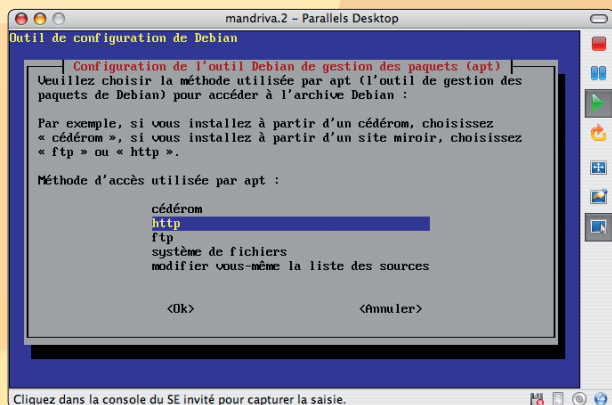 mandriva.2 – Parallels Desktop
Outil de configuration de Debian
Configuration de l'outil Debian de gestion des paquets (apt)
Veuillez choisir la méthode utilisée par apt (l'outil de gestion des
paquets de Debian) pour accéder à l'archive Debian :
Par exemple, si vous installez à partir d'un cédérom, choisissez
« cédérom », si vous installez à partir d'un site miroir, choisissez
« ftp » ou « http ».
Méthode d'accès utilisée par apt :
cédérom
http
ftp
système de fichiers
modifier vous-même la liste des sources
<Ok> <Annuler>
Cliquez dans la console du SE invité pour capturer la saisie.